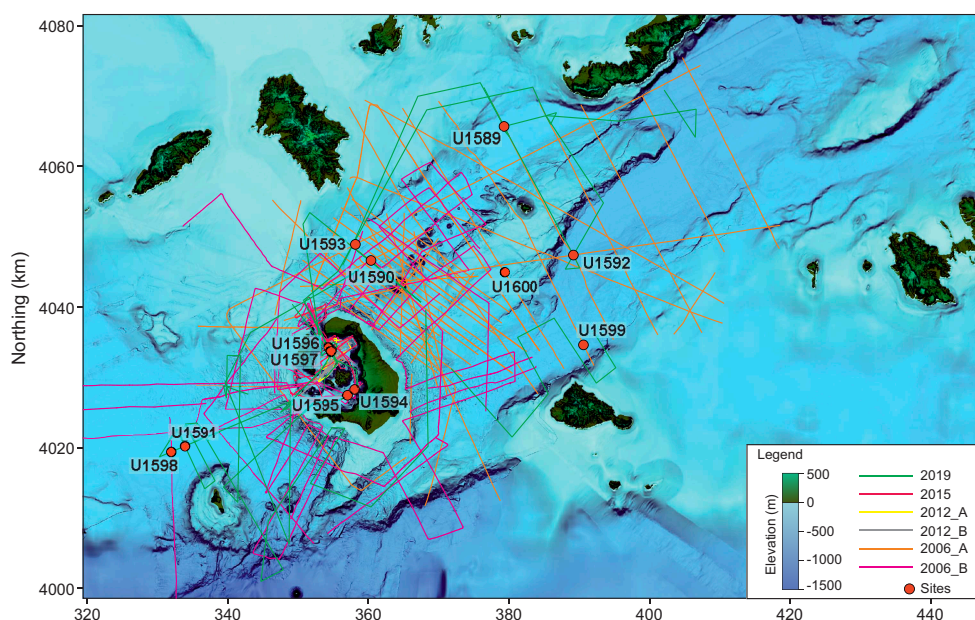 4080
4060
4040
4020
4000
Northing (km)
U1589
U1593
U1590
U1592
U1600
U1599
U1596
U1597
U1595
U1594
U1591
U1598
Legend
500
0
-500
-1000
-1500
Elevation (m)
2019
2015
2012_A
2012_B
2006_A
2006_B
Sites
320
340
360
380
400
420
440